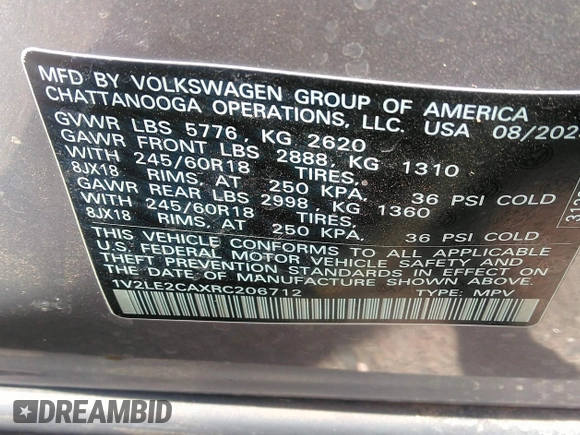 MFD BY VOLKSWAGEN GROUP OF AMERICA
CHATTANOOGA OPERATIONS, LLC. USA 08/202
GVWR LBS 5776, KG 2620
GAWR FRONT LBS 2888, KG 1310
WITH 245/60R18 TIRES,
8JX18 RIMS, AT 250 KPA, 36 PSI COLD
GAWR REAR LBS 2998, KG 1360
WITH 245/60R18 TIRES,
8JX18 RIMS, AT 250 KPA, 36 PSI COLD
THIS VEHICLE CONFORMS TO ALL APPLICABLE
U.S. FEDERAL MOTOR VEHICLE SAFETY AND
THEFT PREVENTION STANDARDS IN EFFECT ON
THE DATE OF MANUFACTURE SHOWN ABOVE.
1V2LE2CAXRC206712 TYPE: MPV
DREAMBID